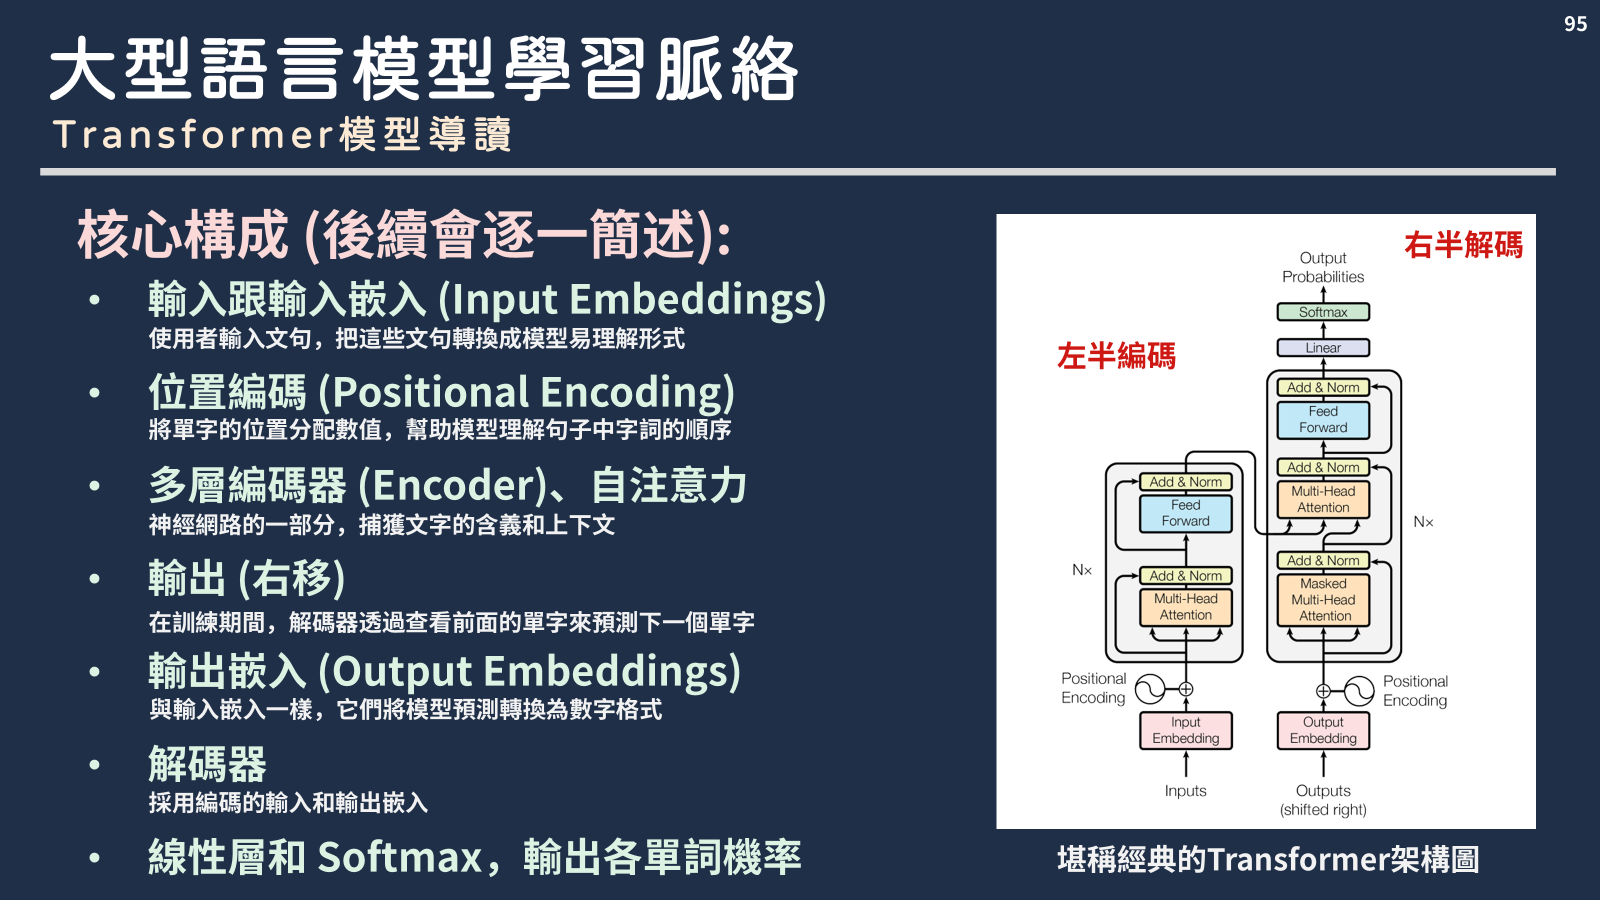 95
大型語言模型學習脈絡
Transformer模型導讀
核心構成 (後續會逐一簡述):
• 輸入跟輸入嵌入 (Input Embeddings)
使用者輸入文句，把這些文句轉換成模型易理解形式
• 位置編碼 (Positional Encoding)
將單字的位置分配數值，幫助模型理解句子中字詞的順序
• 多層編碼器 (Encoder)、自注意力
神經網路的一部分，捕獲文字的含義和上下文
• 輸出 (右移)
在訓練期間，解碼器透過查看前面的單字來預測下一個單字
• 輸出嵌入 (Output Embeddings)
與輸入嵌入一樣，它們將模型預測轉換為數字格式
• 解碼器
採用編碼的輸入和輸出嵌入
• 線性層和 Softmax，輸出各單詞機率
右半解碼
左半編碼
Output
Probabilities
Softmax
Linear
Add & Norm
Feed
Forward
Add & Norm
Multi-Head
Attention
Nx
Add & Norm
Masked
Multi-Head
Attention
Add & Norm
Feed
Forward
Nx
Add & Norm
Multi-Head
Attention
Positional
Encoding
Positional
Encoding
Input
Embedding
Output
Embedding
Inputs
Outputs
(shifted right)
堪稱經典的Transformer架構圖